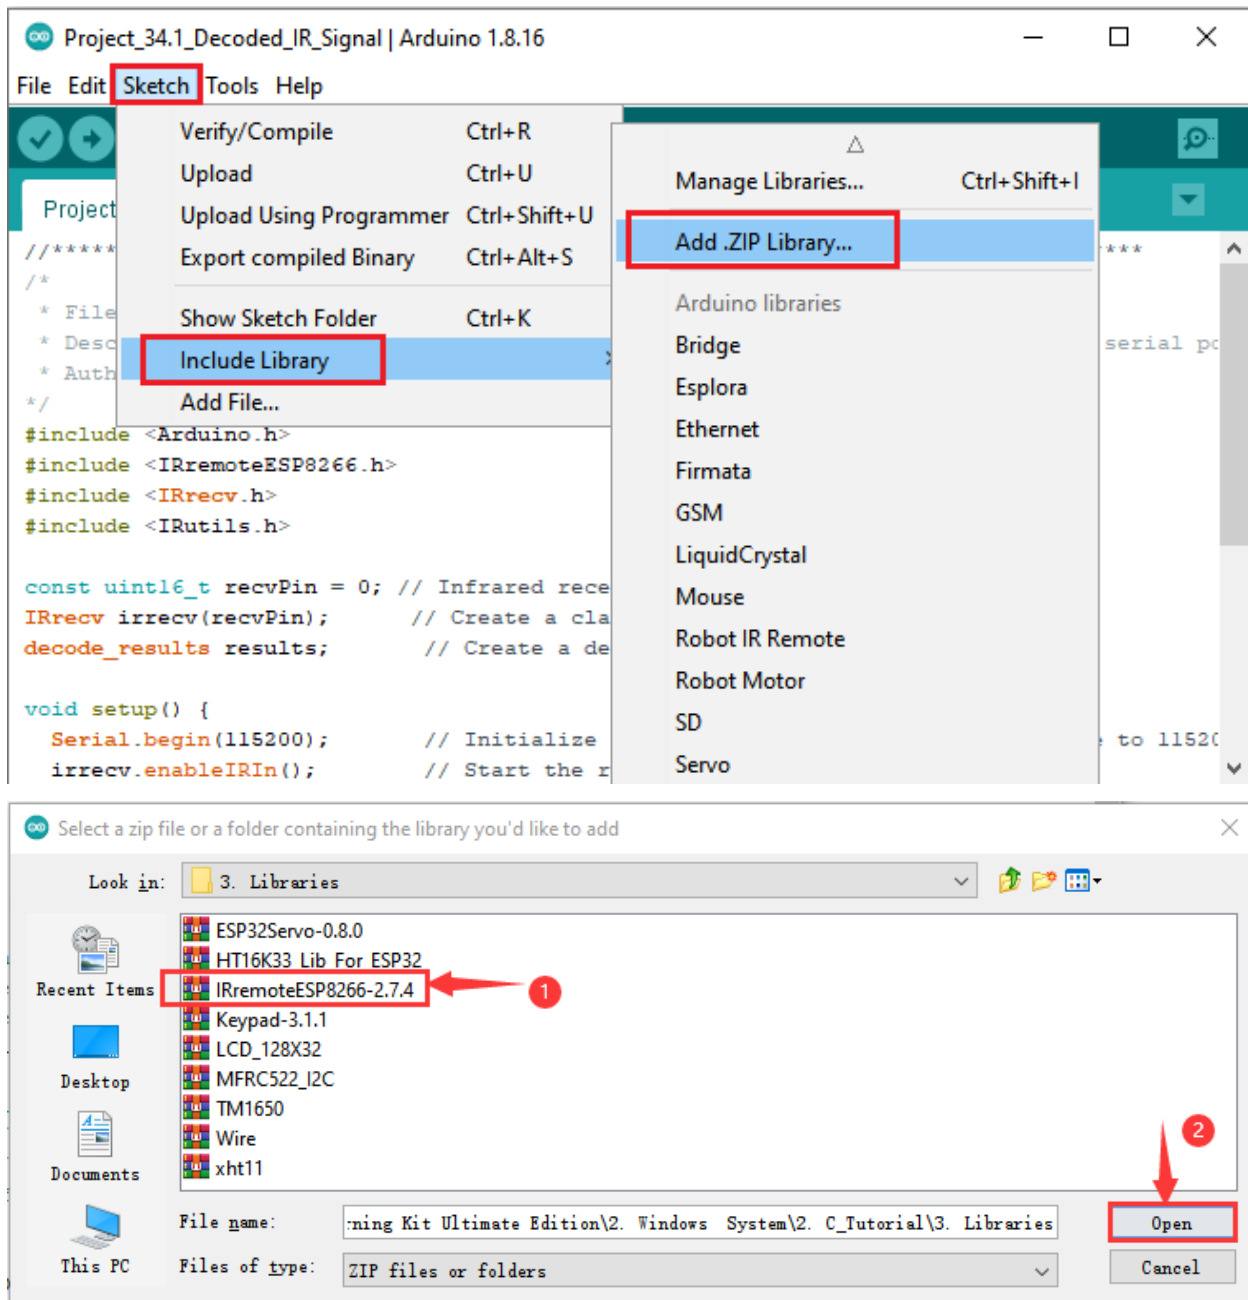 Project_34.1_Decoded_IR_Signal | Arduino 1.8.16
File Edit Sketch Tools Help
Verify/Compile Ctrl+R
Upload Ctrl+U
Upload Using Programmer Ctrl+Shift+U
Export compiled Binary Ctrl+Alt+S
Show Sketch Folder Ctrl+K
Include Library
Add File...
Manage Libraries... Ctrl+Shift+I
Add .ZIP Library...
Arduino libraries
Bridge
Esplora
Ethernet
Firmata
GSM
LiquidCrystal
Mouse
Robot IR Remote
Robot Motor
SD
Servo
Project
//***** ***
/*
* File
* Desc serial po
* Auth
*/
#include <Arduino.h>
#include <IRremoteESP8266.h>
#include <IRrecv.h>
#include <IRutils.h>
const uint16_t recvPin = 0; // Infrared rece
IRrecv irrecv(recvPin); // Create a cla
decode_results results; // Create a de
void setup() {
Serial.begin(115200); // Initialize to 1152
irrecv.enableIRIn(); // Start the r
Select a zip file or a folder containing the library you'd like to add
Look in: 3. Libraries
Recent Items
Desktop
Documents
This PC
ESP32Servo-0.8.0
HT16K33_Lib_For_ESP32
IRremoteESP8266-2.7.4
1
Keypad-3.1.1
LCD_128X32
MFRC522_I2C
TM1650
Wire
xht11
2
File name: ning Kit Ultimate Edition\2. Windows System\2. C_Tutorial\3. Libraries Open
Files of type: ZIP files or folders Cancel